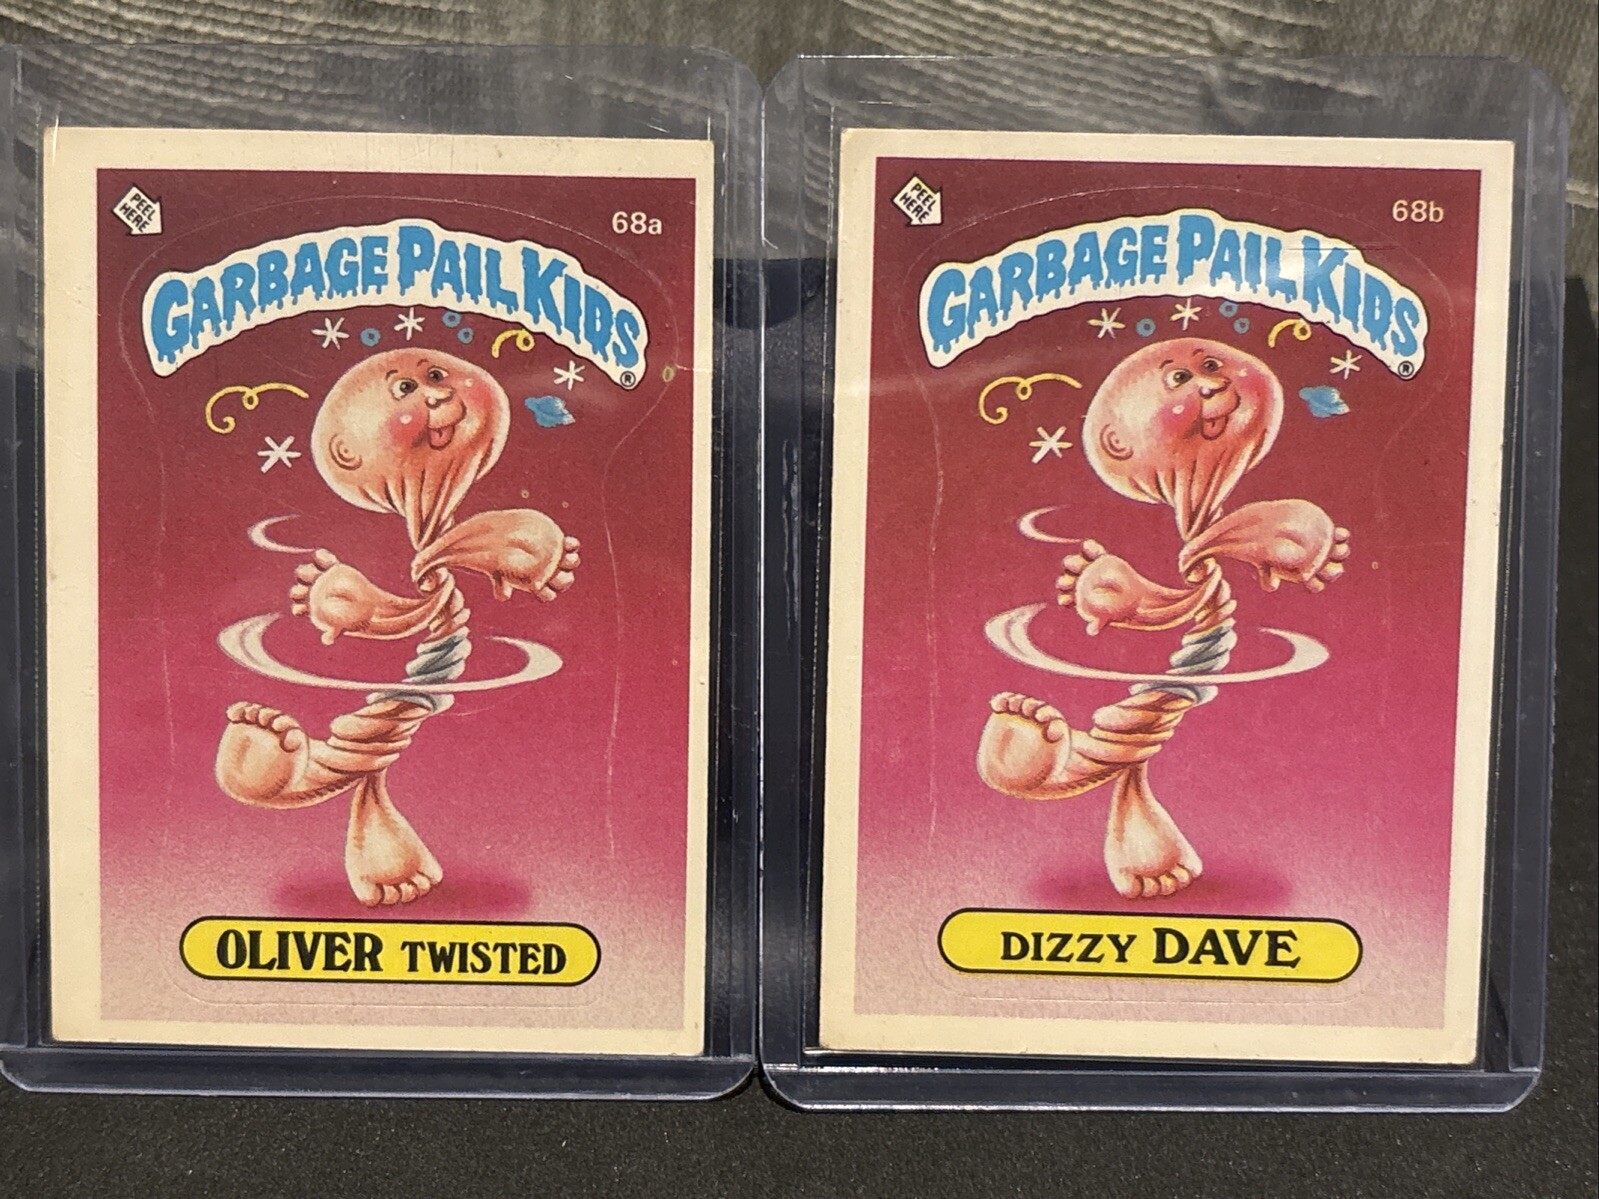 PEEL HERE
68a
GARBAGE PAIL KIDS®
OLIVER TWISTED
PEEL HERE
68b
GARBAGE PAIL KIDS®
DIZZY DAVE